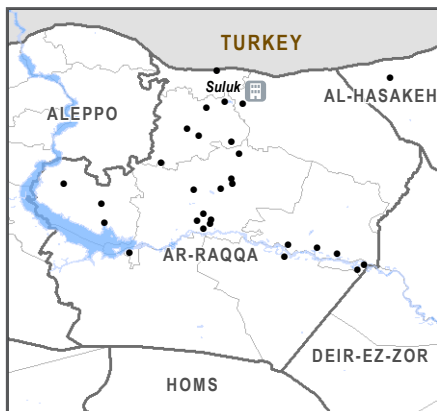 TURKEY
Suluk
AL-HASAKEH
ALEPPO
AR-RAQQA
DEIR-EZ-ZOR
HOMS